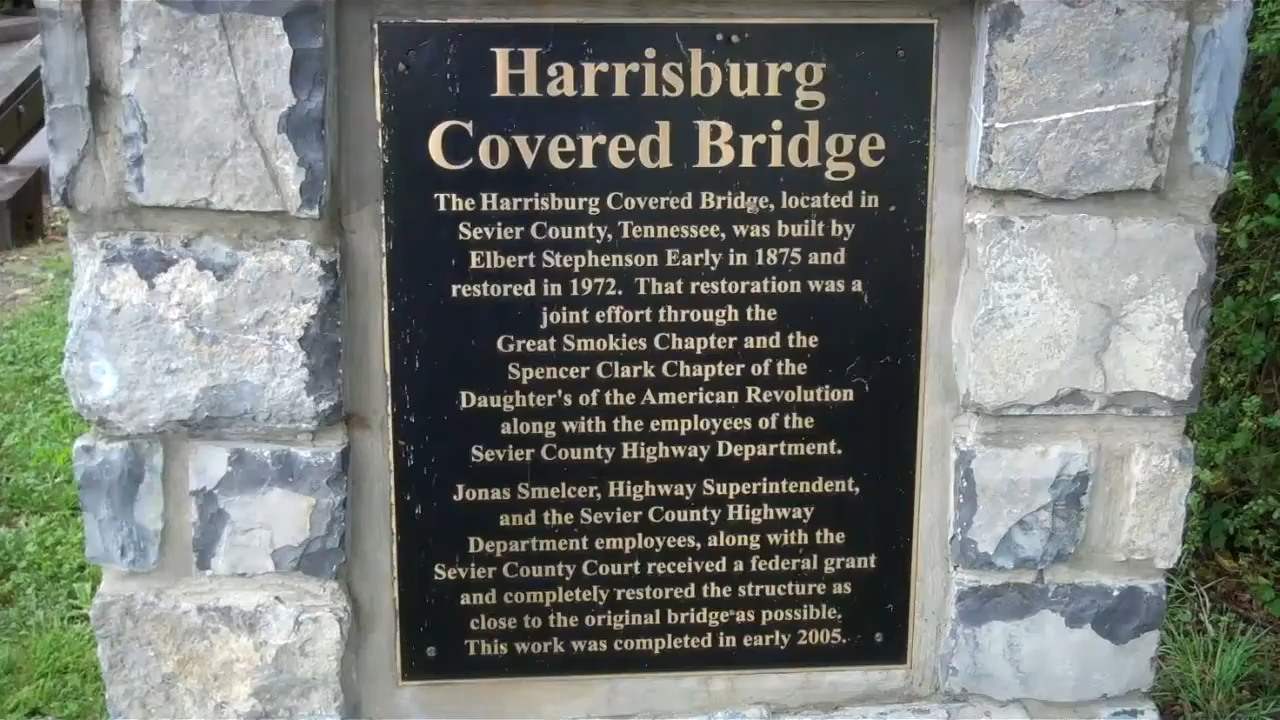 Harrisburg
Covered Bridge
The Harrisburg Covered Bridge, located in
Sevier County, Tennessee, was built by
Elbert Stephenson Early in 1875 and
restored in 1972.  That restoration was a
joint effort through the
Great Smokies Chapter and the
Spencer Clark Chapter of the
Daughter's of the American Revolution
along with the employees of the
Sevier County Highway Department.
Jonas Smelcer, Highway Superintendent,
and the Sevier County Highway
Department employees, along with the
Sevier County Court received a federal grant
and completely restored the structure as
close to the original bridge as possible.
This work was completed in early 2005.